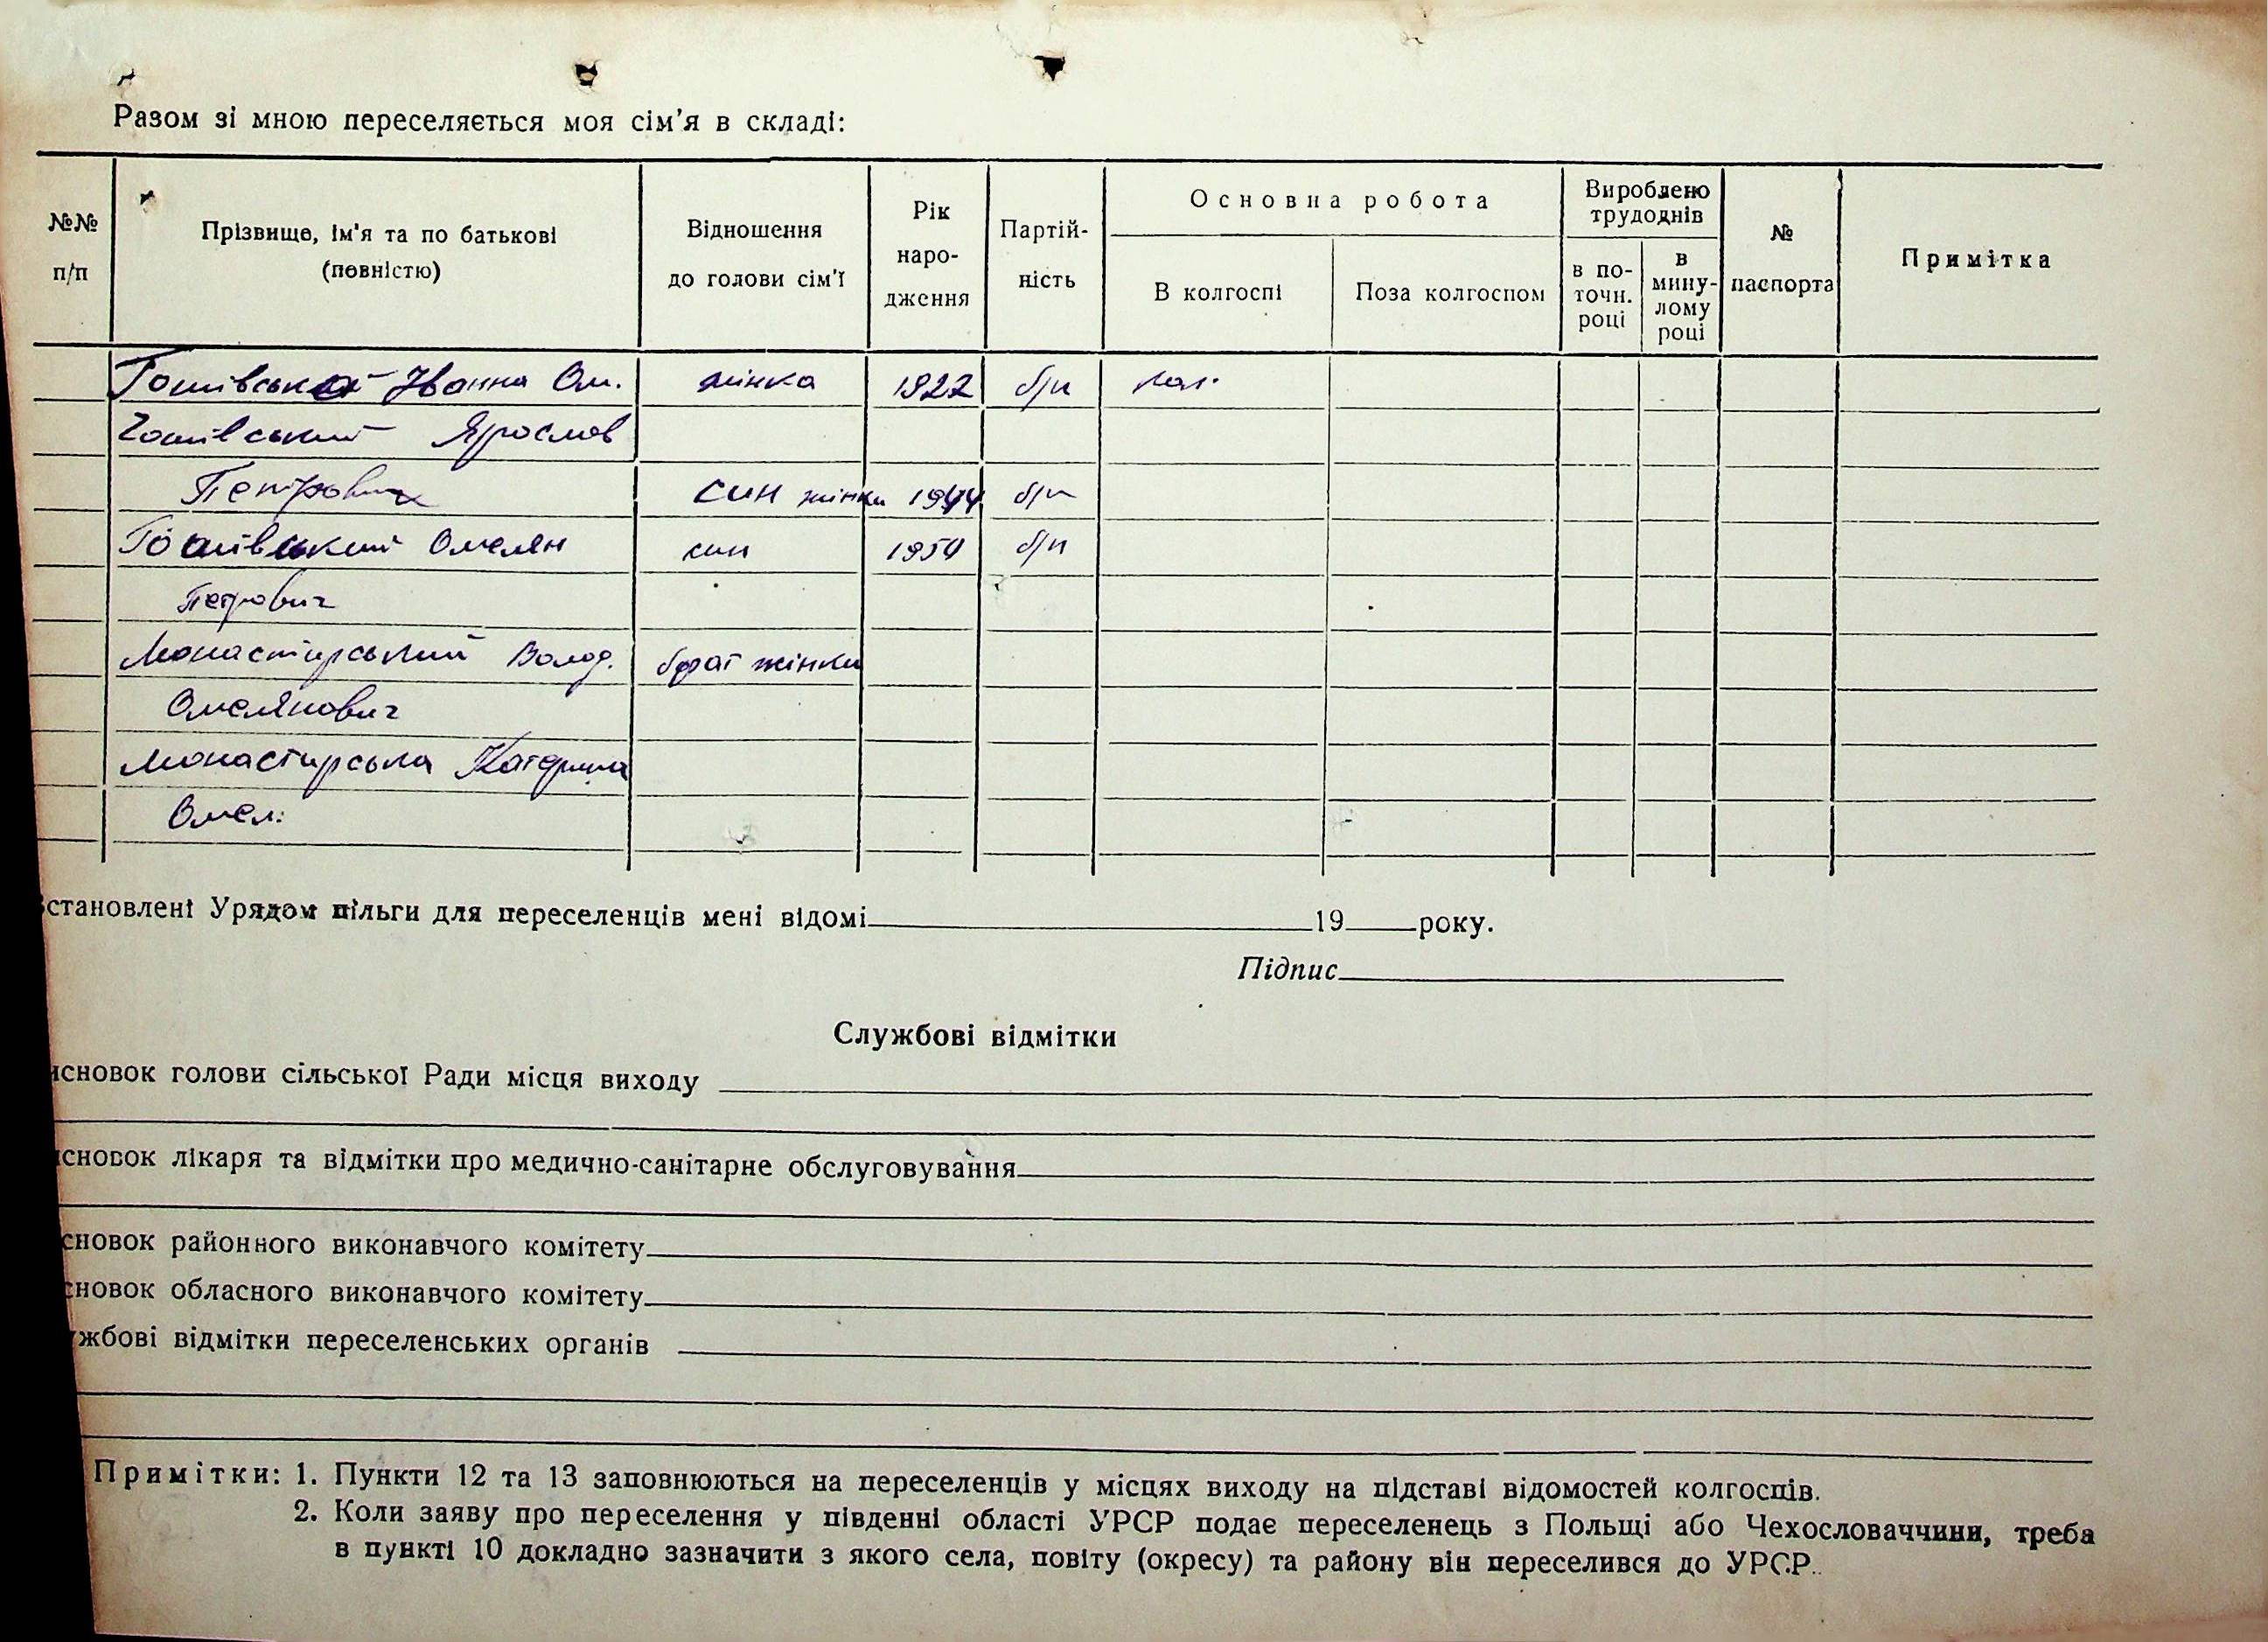 Разом зі мною переселяється моя сім'я в складі:
№№ п/п
Прізвище, ім'я та по батькові (повністю)
Відношення до голови сім'ї
Рік народження
Партійність
Основна робота
В колгоспі
Поза колгоспом
Вироблено трудоднів
в поточн. році
в минулому році
№ паспорта
Примітка
Гошівська Іванна Ом. жінка 1922 б/п кол.
Гошівський Ярослав
Петрович син жінки 1944 б/п
Гошівський Омелян син 1954 б/п
Петрович
Монастирський Волод. брат жінки
Омелянович
Монастирська Катерина
Омел.
становлені Урядом пільги для переселенців мені відомі 19 року.
Підпис
Службові відмітки
исновок голови сільської Ради місця виходу
исновок лікаря та відмітки про медично-санітарне обслуговування
сновок районного виконавчого комітету
сновок обласного виконавчого комітету
жбові відмітки переселенських органів
Примітки: 1. Пункти 12 та 13 заповнюються на переселенців у місцях виходу на підставі відомостей колгоспів.
2. Коли заяву про переселення у південні області УРСР подає переселенець з Польщі або Чехословаччини, треба
в пункті 10 докладно зазначити з якого села, повіту (окресу) та району він переселився до УРСР.